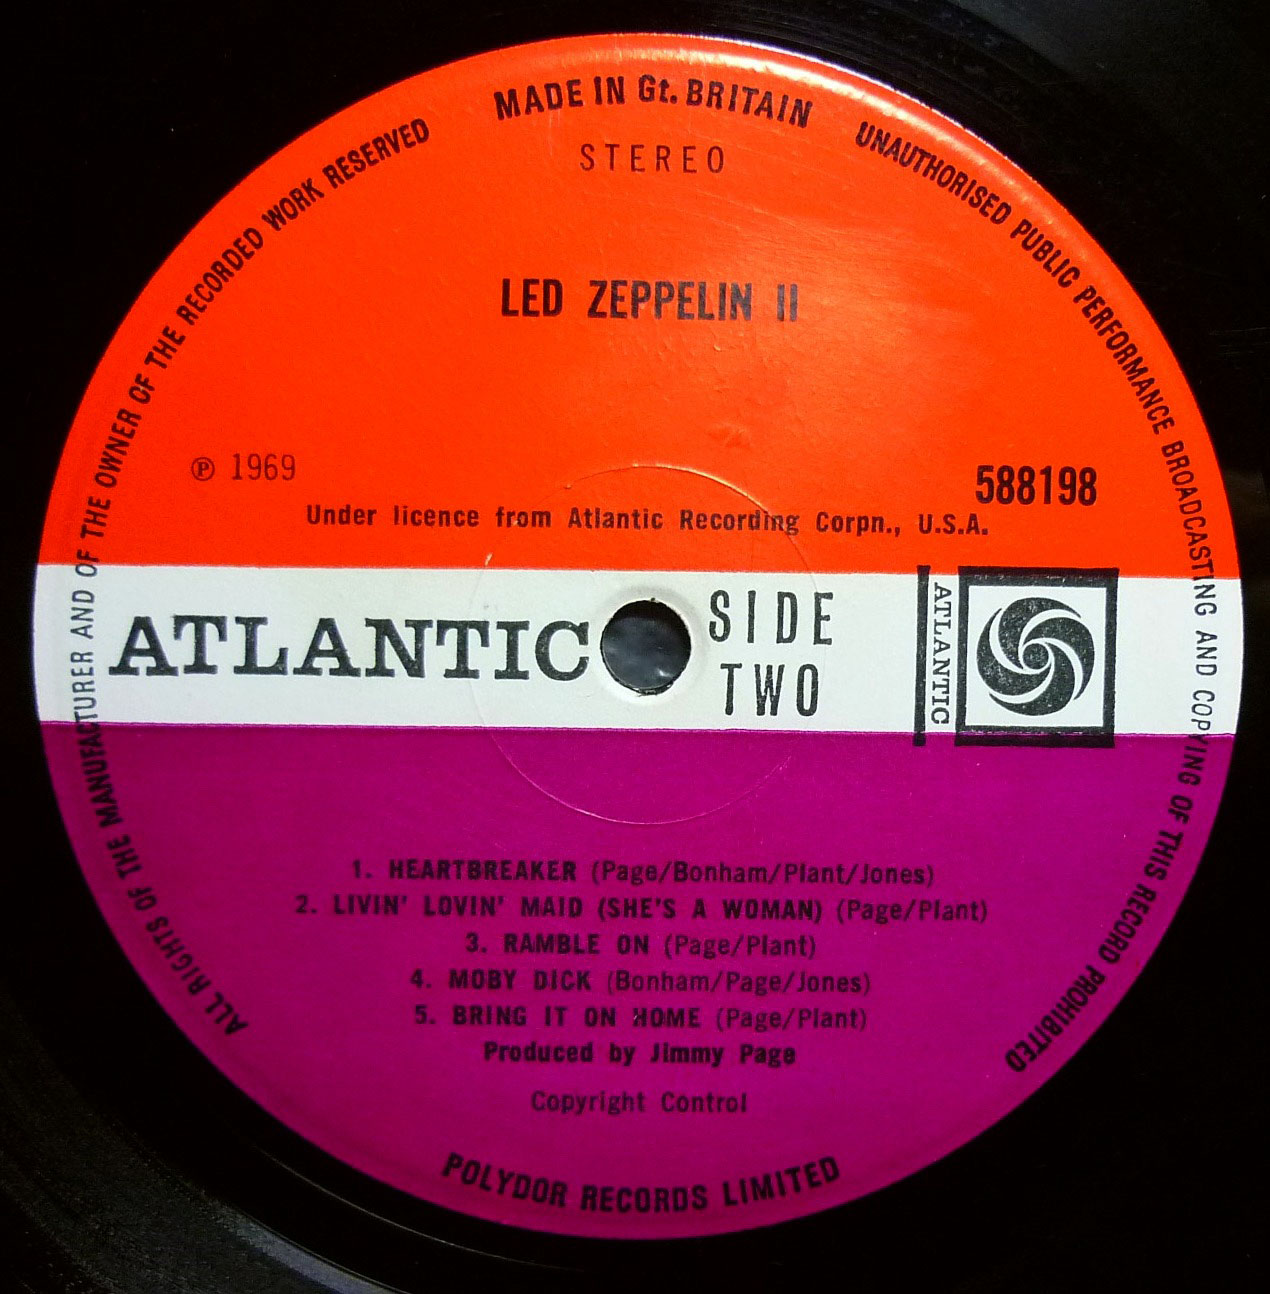 MADE IN Gt. BRITAIN
STEREO
LED ZEPPELIN II
℗ 1969
588198
Under licence from Atlantic Recording Corpn., U.S.A.
ATLANTIC
SIDE
TWO
ATLANTIC
1. HEARTBREAKER (Page/Bonham/Plant/Jones)
2. LIVIN' LOVIN' MAID (SHE'S A WOMAN) (Page/Plant)
3. RAMBLE ON (Page/Plant)
4. MOBY DICK (Bonham/Page/Jones)
5. BRING IT ON HOME (Page/Plant)
Produced by Jimmy Page
Copyright Control
POLYDOR RECORDS LIMITED
ALL RIGHTS OF THE MANUFACTURER AND OF THE OWNER OF THE RECORDED WORK RESERVED
UNAUTHORISED PUBLIC PERFORMANCE BROADCASTING AND COPYING OF THIS RECORD PROHIBITED